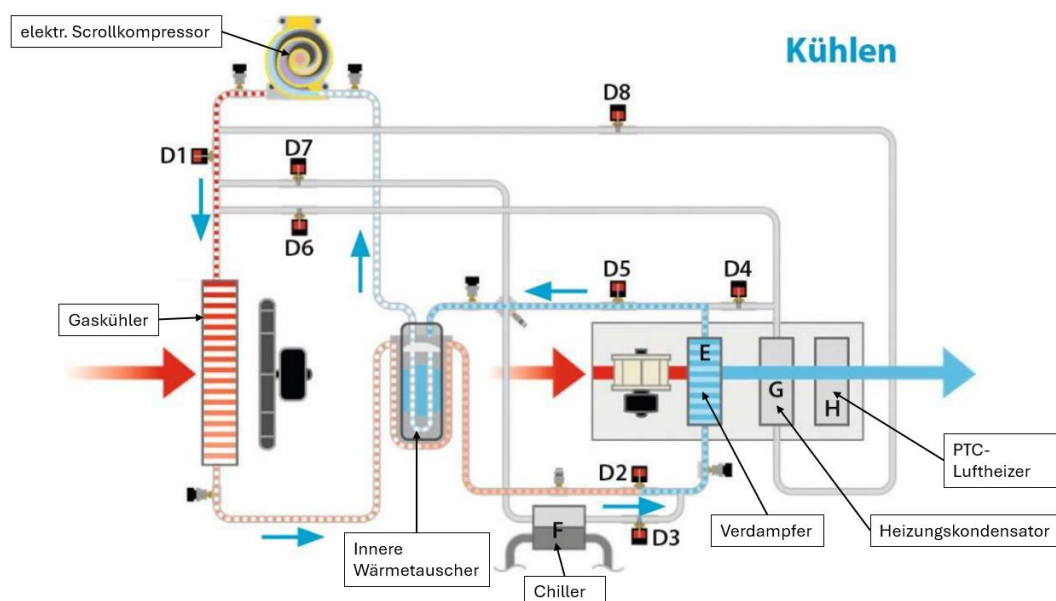 elektr. Scrollkompressor
Kühlen
D8
D1
D7
D6
D5
D4
Gaskühler
E
G
H
PTC-
Luftheizer
D2
F
D3
Innere
Wärmetauscher
Verdampfer
Heizungskondensator
Chiller